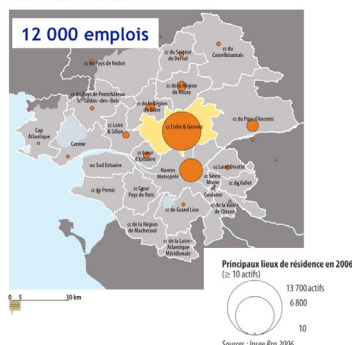 12 000 emplois
cc du Pays de Redon
cc du Secteur
de Derval
cc du
Castelbriantais
cc du Pays de Pontchâteau
St-Gildas-des-Bois
cc de la Région
de Nozay
cc de la Région
de Blain
Cap
Atlantique
Carene
cc Loire
& Sillon
cc Erdre & Gesvres
cc du Pays d'Ancenis
cc Cœur
d'Estuaire
cc Sud Estuaire
Nantes
Métropole
cc Loire-Divatte
cc Sèvre,
Maine
& Goulaine
cc de Vallet
cc de Pornic
cc Cœur
Pays de Retz
cc de Grand Lieu
cc de la Vallée
de Clisson
cc de la Région
de Machecoul
cc de la Loire-
Atlantique
Méridionale
Principaux lieux de résidence en 2006
(≥ 10 actifs)
13 700 actifs
6 800
10
0 5 30 km
Sources : Insee Rrp 2006